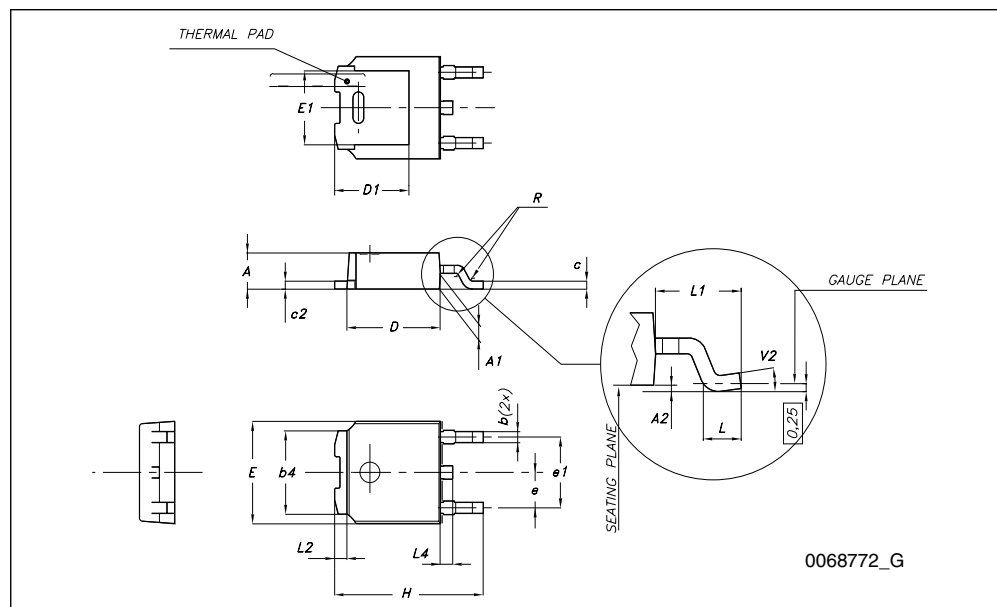 THERMAL PAD
E1
D1
R
A
c2
D
A1
c
GAUGE PLANE
L1
V2
A2
L
0,25
SEATING PLANE
b(2x)
E
b4
e1
e
L2
L4
H
0068772_G